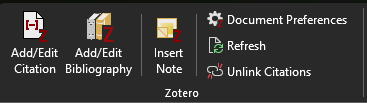 Add/Edit
Citation
Add/Edit
Bibliography
Insert
Note
Document Preferences
Refresh
Unlink Citations
Zotero